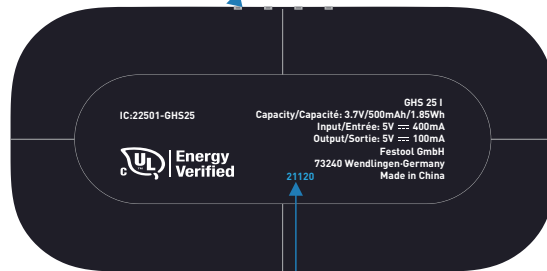 IC:22501-GHS25
c UL Energy
Verified
GHS 25 I
Capacity/Capacité: 3.7V/500mAh/1.85Wh
Input/Entrée: 5V ⎓ 400mA
Output/Sortie: 5V ⎓ 100mA
Festool GmbH
73240 Wendlingen-Germany
21120
Made in China